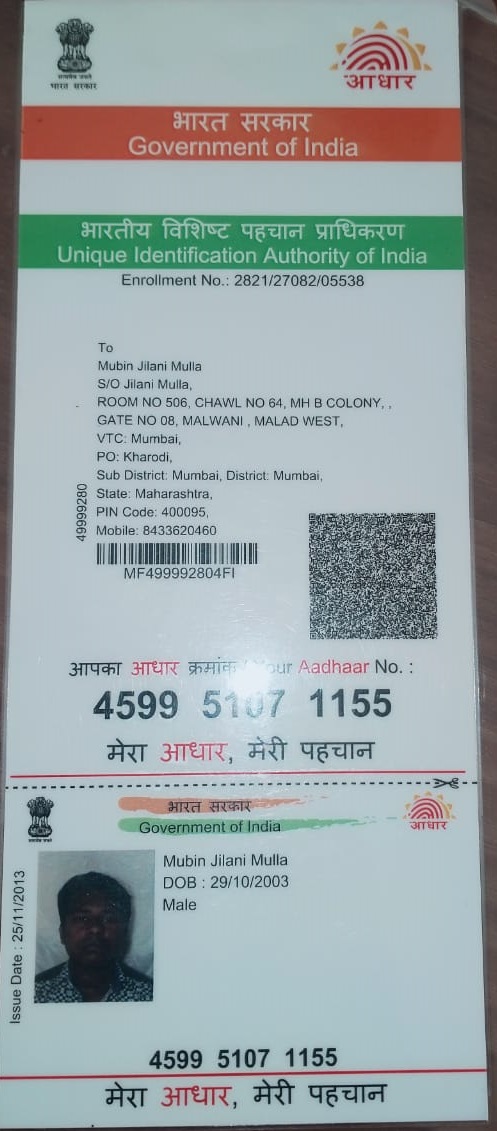 सत्यमेव जयते
भारत सरकार
आधार
भारत सरकार
Government of India
भारतीय विशिष्ट पहचान प्राधिकरण
Unique Identification Authority of India
Enrollment No.: 2821/27082/05538
To
Mubin Jilani Mulla
S/O Jilani Mulla,
ROOM NO 506, CHAWL NO 64, MH B COLONY, ,
GATE NO 08, MALWANI , MALAD WEST,
VTC: Mumbai,
PO: Kharodi,
Sub District: Mumbai, District: Mumbai,
State: Maharashtra,
PIN Code: 400095,
Mobile: 8433620460
49999280
MF499992804FI
आपका आधार क्रमांक / Your Aadhaar No. :
4599 5107 1155
मेरा आधार, मेरी पहचान
भारत सरकार
Government of India
आधार
Mubin Jilani Mulla
DOB : 29/10/2003
Male
Issue Date : 25/11/2013
4599 5107 1155
मेरा आधार, मेरी पहचान